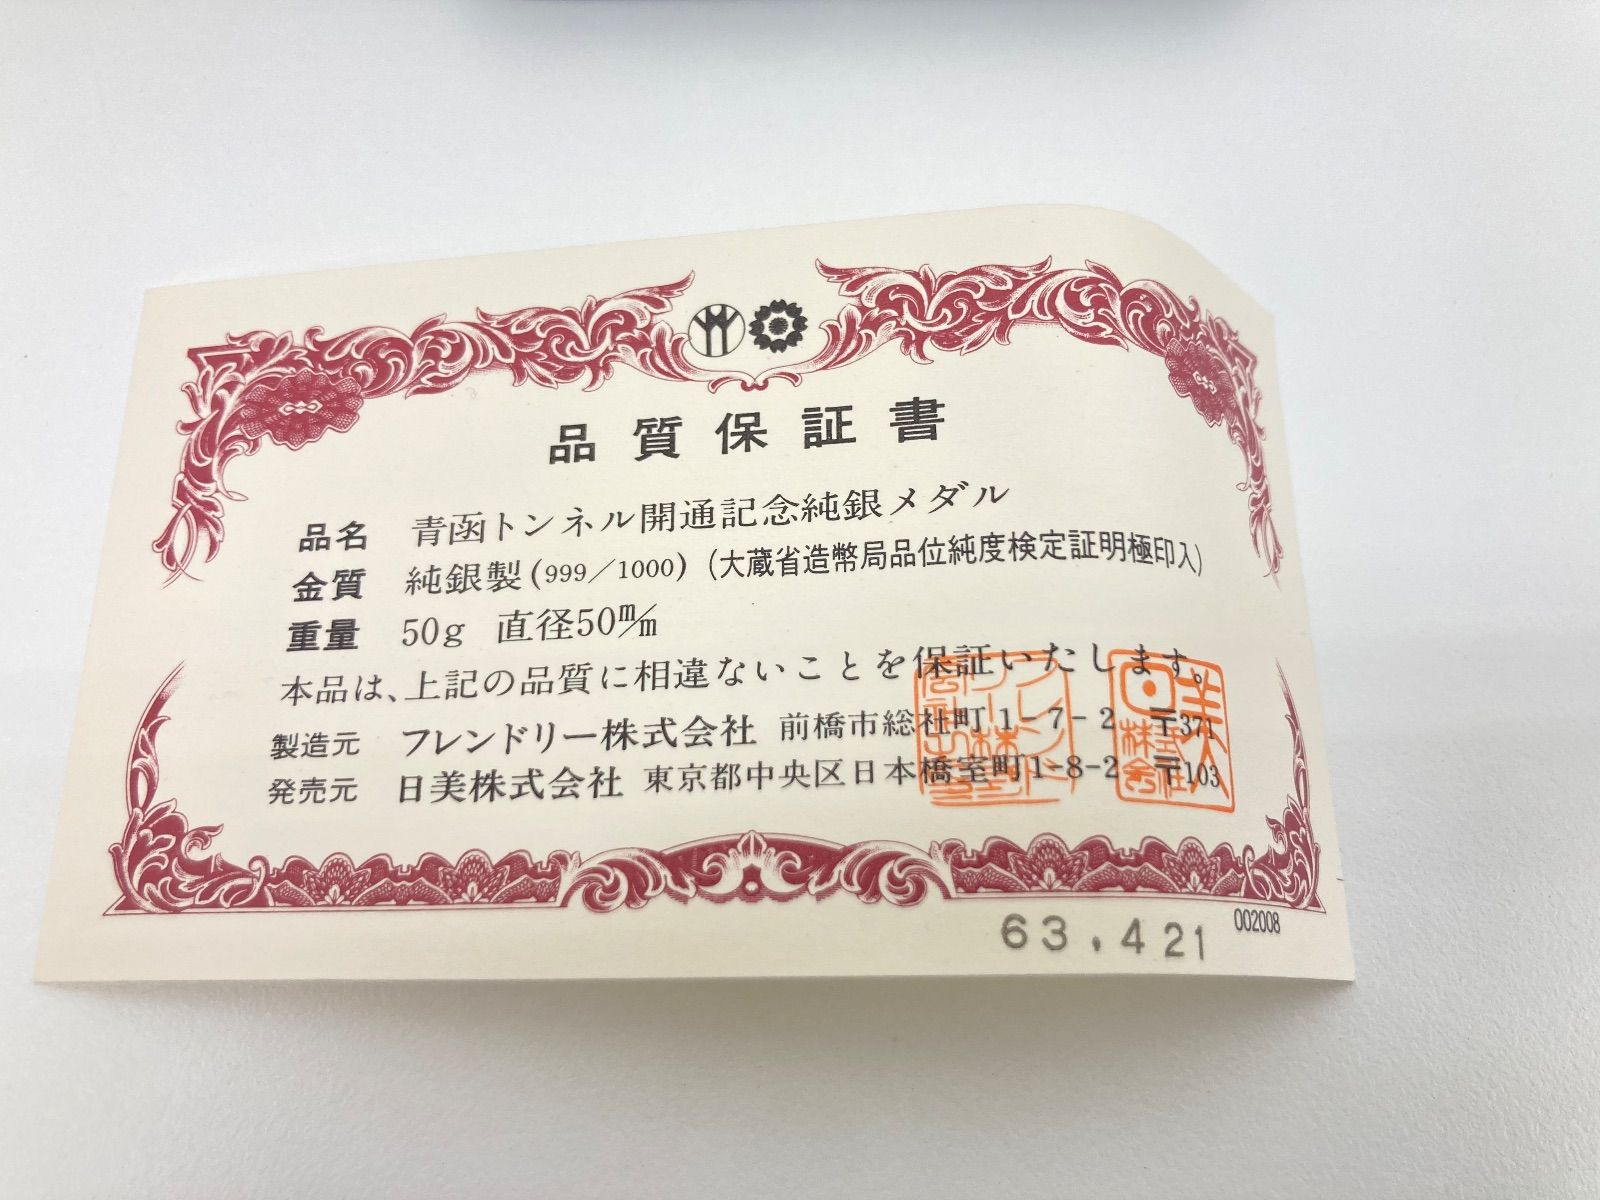 品質保証書
品名 青函トンネル開通記念純銀メダル
金質 純銀製(999/1000)(大蔵省造幣局品位純度検定証明極印入)
重量 50g 直径50m/m
本品は、上記の品質に相違ないことを保証いたします。
製造元 フレンドリー株式会社 前橋市総社町1-7-2 〒371
発売元 日美株式会社 東京都中央区日本橋室町1-8-2 〒103
63.421
002008